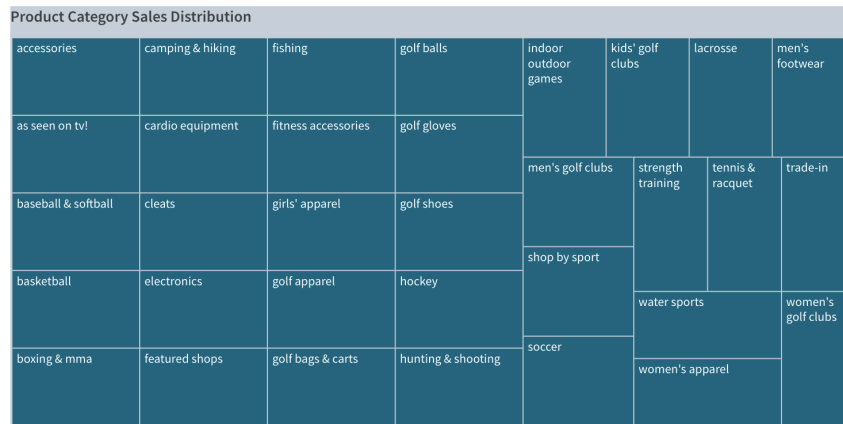 Product Category Sales Distribution
accessories
as seen on tv!
baseball & softball
basketball
boxing & mma
camping & hiking
cardio equipment
cleats
electronics
featured shops
fishing
fitness accessories
girls' apparel
golf apparel
golf bags & carts
golf balls
golf gloves
golf shoes
hockey
hunting & shooting
indoor
outdoor
games
kids' golf
clubs
lacrosse
men's
footwear
men's golf clubs
shop by sport
soccer
strength
training
tennis &
racquet
trade-in
water sports
women's apparel
women's
golf clubs